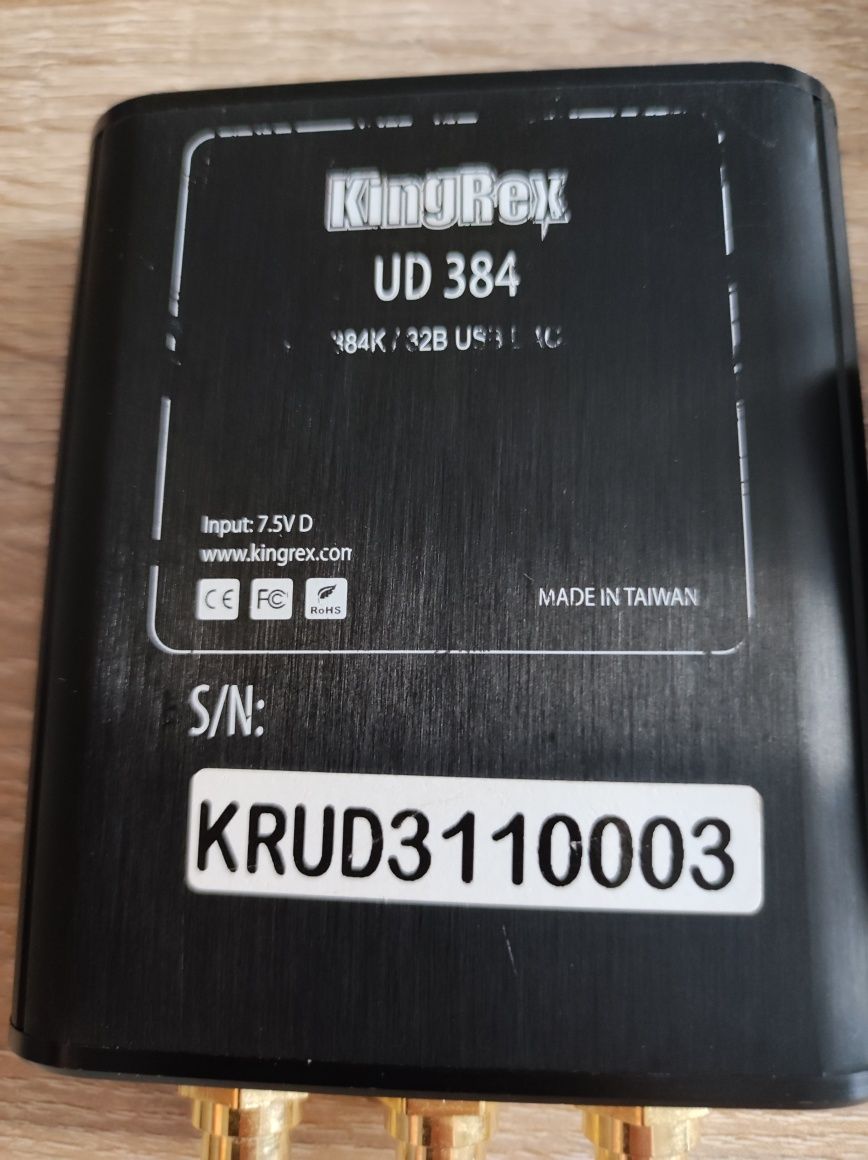 KingRex
UD 384
384K / 32B USB DAC
Input: 7.5V D
www.kingrex.com
CE FC RoHS
MADE IN TAIWAN
S/N:
KRUD3110003